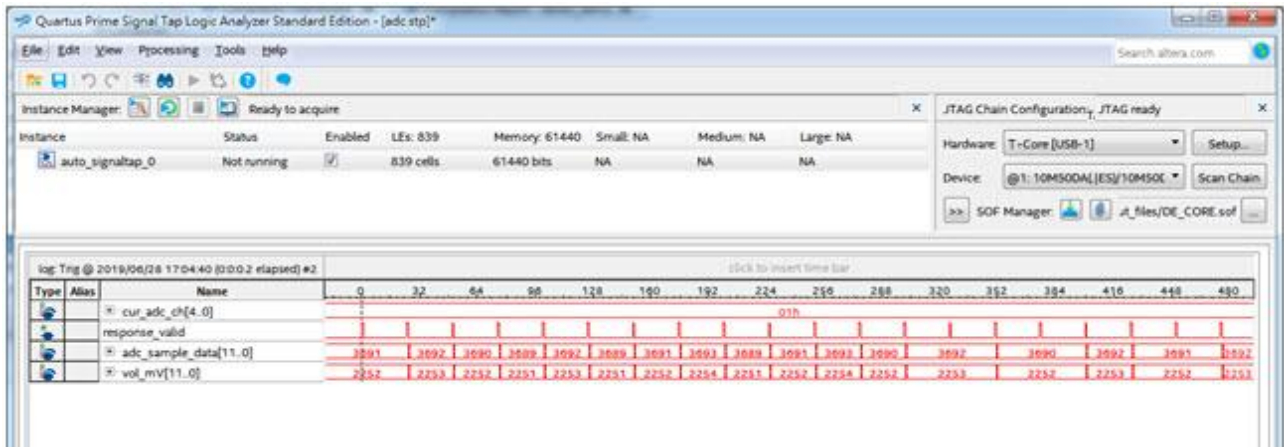 Quartus Prime Signal Tap Logic Analyzer Standard Edition - [adc.stp]*
File Edit View Processing Tools Help
Search altera.com
Instance Manager: Ready to acquire
JTAG Chain Configuration: JTAG ready
Instance Status Enabled LEs: 839 Memory: 61440 Small: NA Medium: NA Large: NA
auto_signaltap_0 Not running 839 cells 61440 bits NA NA NA
Hardware: T-Core [USB-1] Setup...
Device: @1: 10M50DA(.|ES)/10M50D Scan Chain
>> SOF Manager: _files/DE_CORE.sof ...
log: Trig @ 2019/06/28 17:04:40 (0:0:0.2 elapsed) #2
click to insert time bar
Type Alias Name 0 32 64 96 128 160 192 224 256 288 320 352 384 416 448 480
cur_adc_ch[4..0] 01h
response_valid
adc_sample_data[11..0] 3691 3692 3690 3689 3692 3689 3691 3693 3689 3691 3693 3690 3692 3690 3692 3691 3692
vol_mV[11..0] 2252 2253 2252 2251 2253 2251 2252 2254 2251 2252 2254 2252 2253 2252 2253 2252 2253